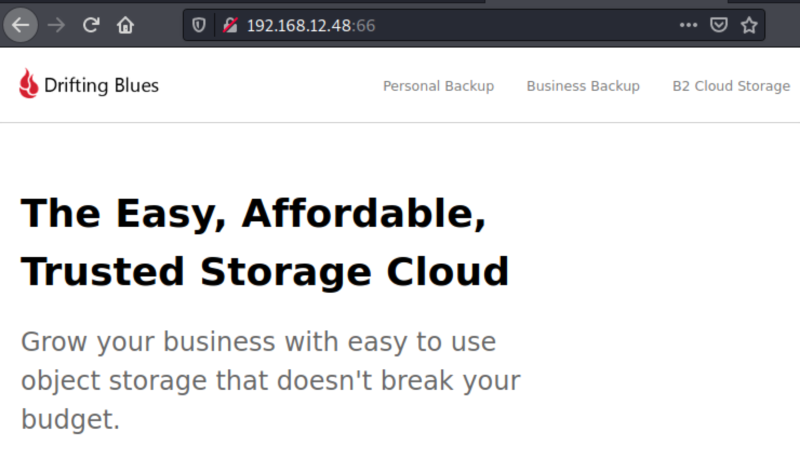 192.168.12.48:66
Drifting Blues
Personal Backup
Business Backup
B2 Cloud Storage
The Easy, Affordable,
Trusted Storage Cloud
Grow your business with easy to use
object storage that doesn't break your
budget.